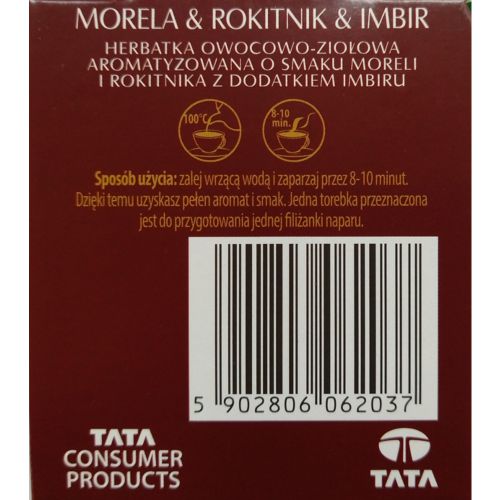 MORELA & ROKITNIK & IMBIR
HERBATKA OWOCOWO-ZIOŁOWA
AROMATYZOWANA O SMAKU MORELI
I ROKITNIKA Z DODATKIEM IMBIRU
100°C
8-10
min.
Sposób użycia: zalej wrzącą wodą i zaparzaj przez 8-10 minut.
Dzięki temu uzyskasz pełen aromat i smak. Jedna torebka przeznaczona
jest do przygotowania jednej filiżanki naparu.
5 902806 062037
TATA
CONSUMER
PRODUCTS
TATA